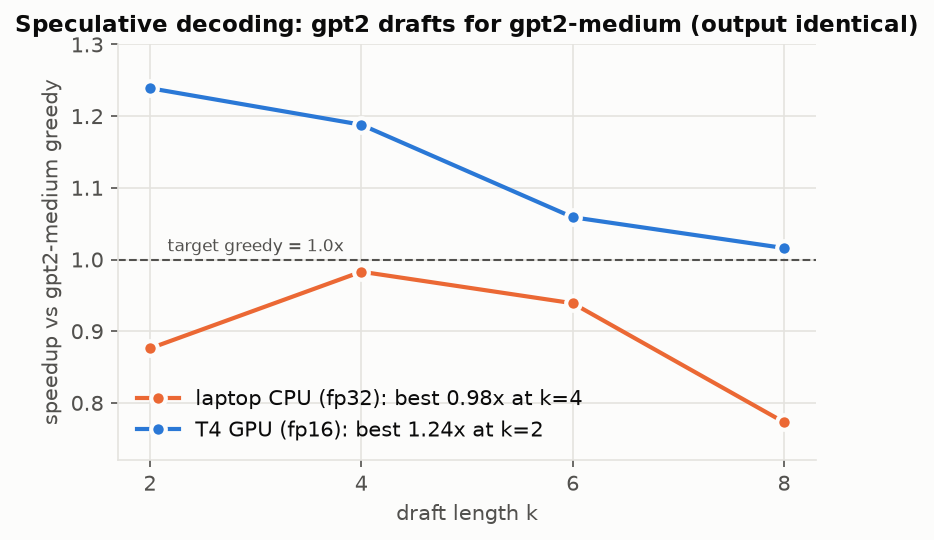 Speculative decoding: gpt2 drafts for gpt2-medium (output identical)
speedup vs gpt2-medium greedy
1.3
1.2
1.1
1.0
0.9
0.8
target greedy = 1.0x
laptop CPU (fp32): best 0.98x at k=4
T4 GPU (fp16): best 1.24x at k=2
2
4
6
8
draft length k